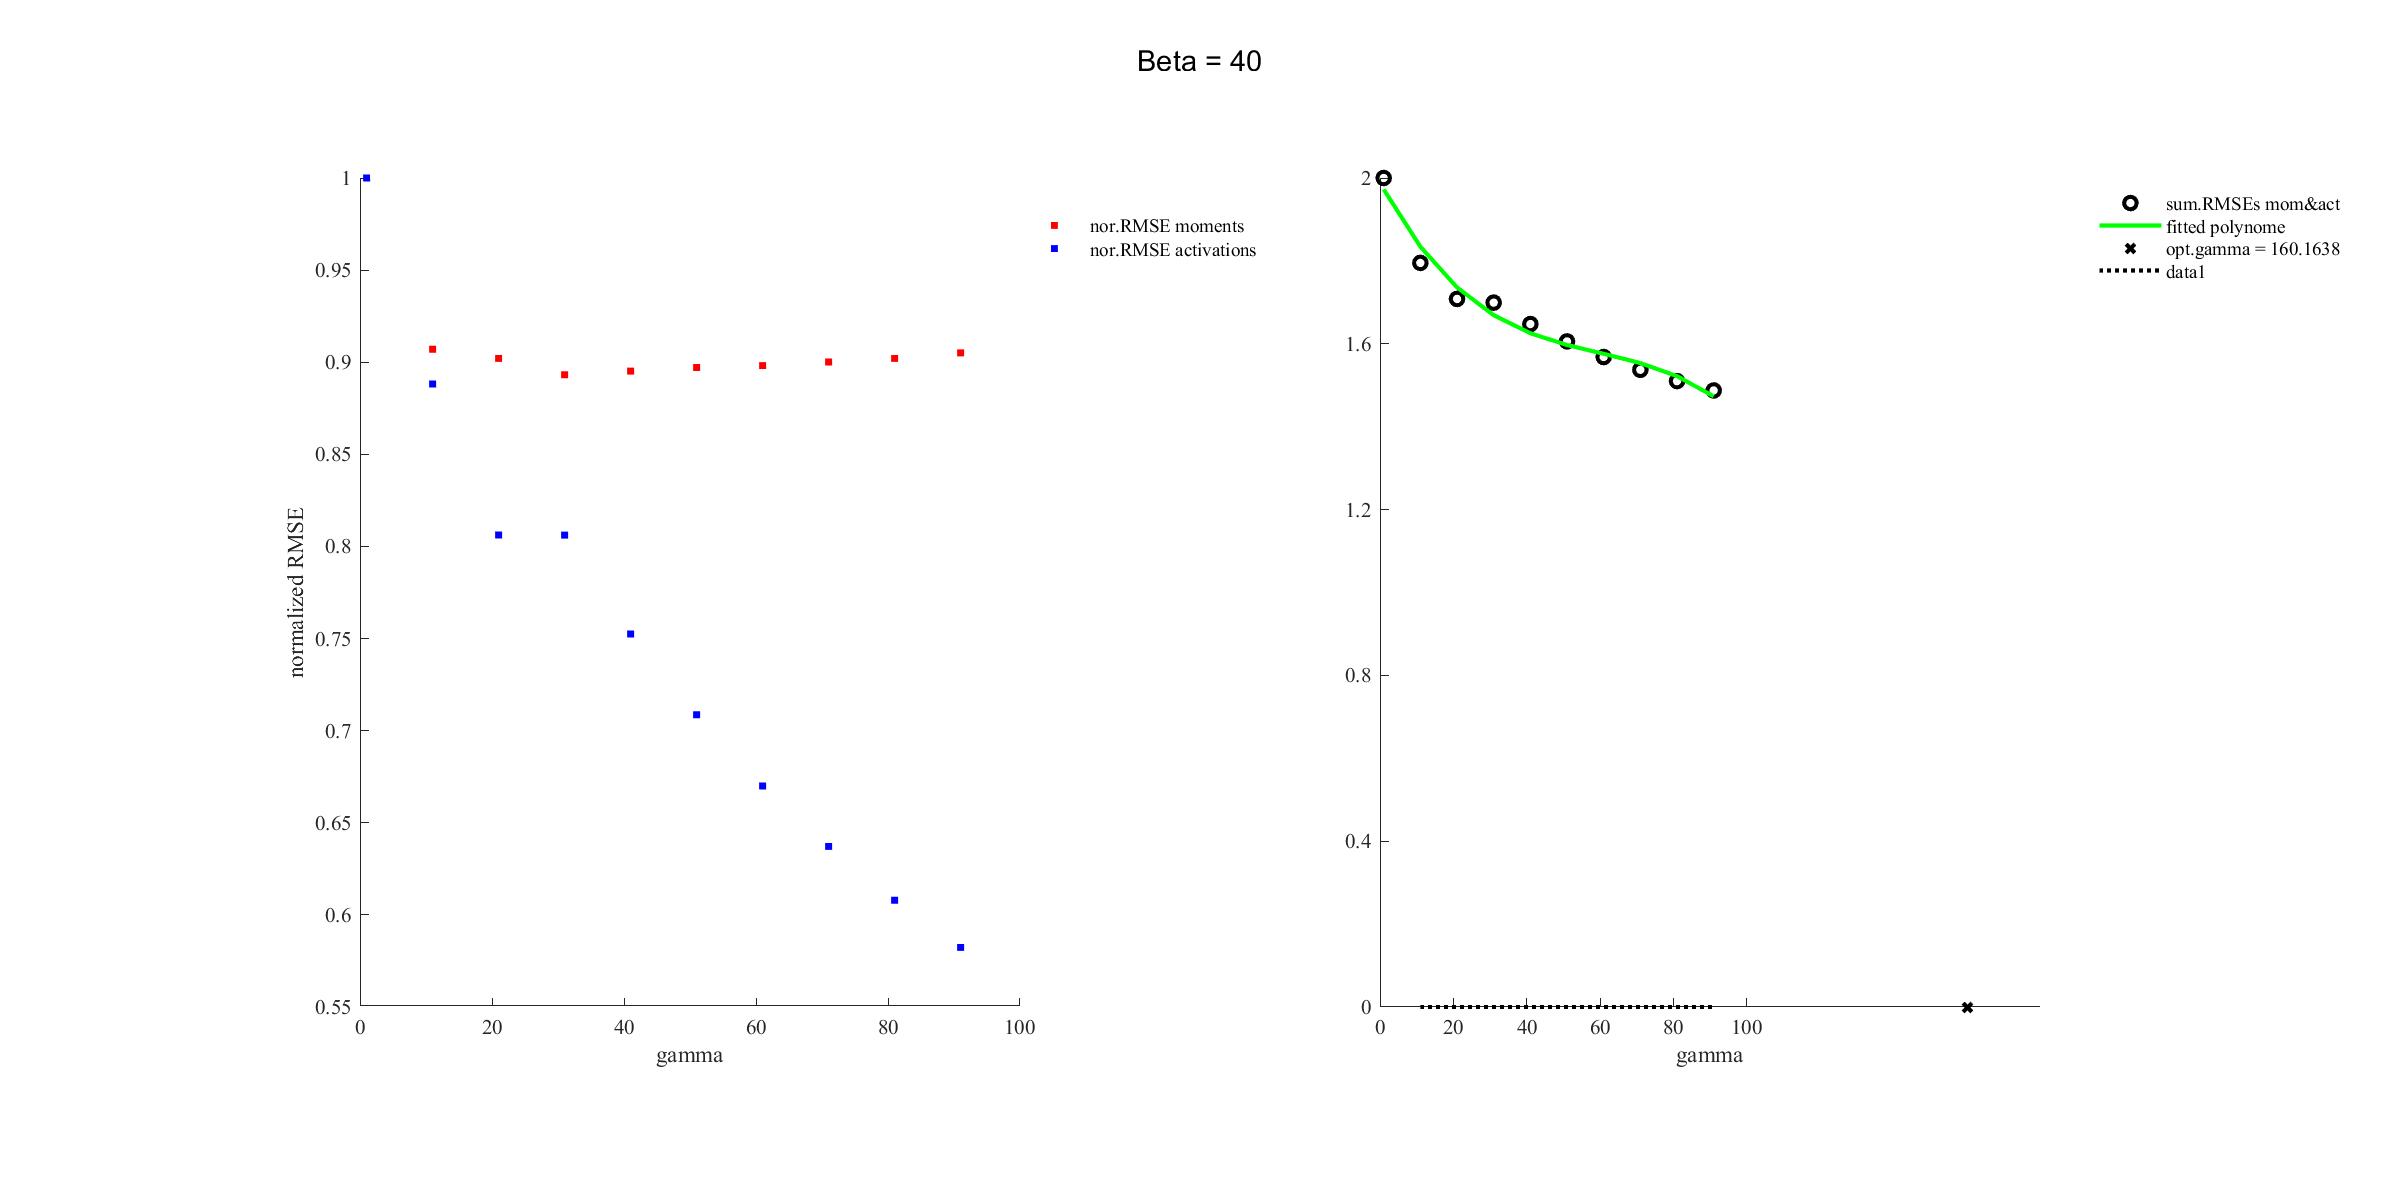 Beta = 40
1
0.95
0.9
0.85
0.8
0.75
0.7
0.65
0.6
0.55
normalized RMSE
0 20 40 60 80 100
gamma
nor.RMSE moments
nor.RMSE activations
2
1.6
1.2
0.8
0.4
0
0 20 40 60 80 100
gamma
sum.RMSEs mom&act
fitted polynome
opt.gamma = 160.1638
data1